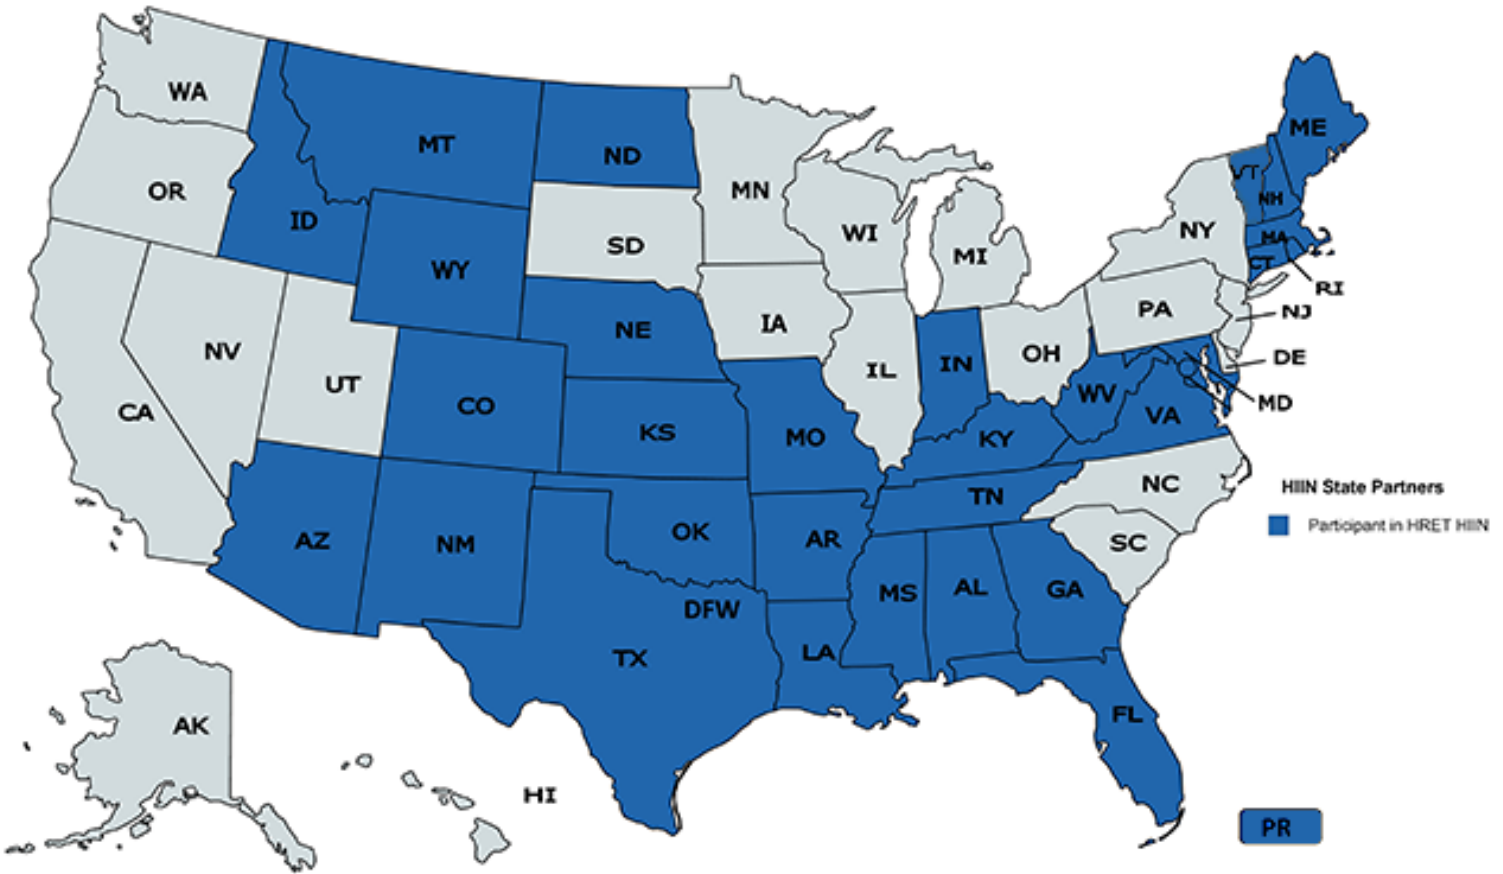 WA
MT
ND
ME
OR
ID
MN
VT
NH
WI
NY
MA
SD
MI
CT
WY
RI
NE
IA
PA
NJ
NV
UT
IL
IN
OH
DE
CA
CO
KS
MO
KY
WV
VA
MD
AZ
NM
OK
AR
TN
NC
HIIN State Partners
Participant in HRET HIIN
SC
MS
AL
GA
DFW
TX
LA
AK
FL
HI
PR